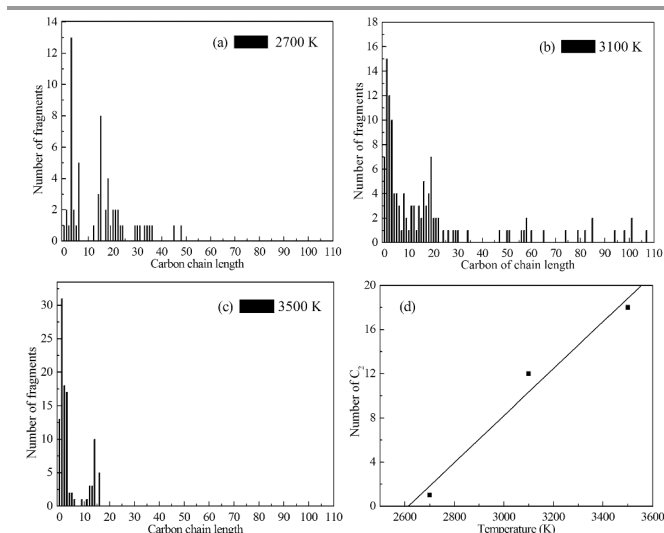 (a) 2700 K
Number of fragments
14
12
10
8
6
4
2
0
0 10 20 30 40 50 60 70 80 90 100 110
Carbon chain length
(b) 3100 K
Number of fragments
18
16
14
12
10
8
6
4
2
0
0 10 20 30 40 50 60 70 80 90 100 110
Carbon of chain length
(c) 3500 K
Number of fragments
30
25
20
15
10
5
0
0 10 20 30 40 50 60 70 80 90 100 110
Carbon chain length
(d)
Number of C₂
20
16
12
8
4
0
2600 2800 3000 3200 3400 3600
Temperature (K)